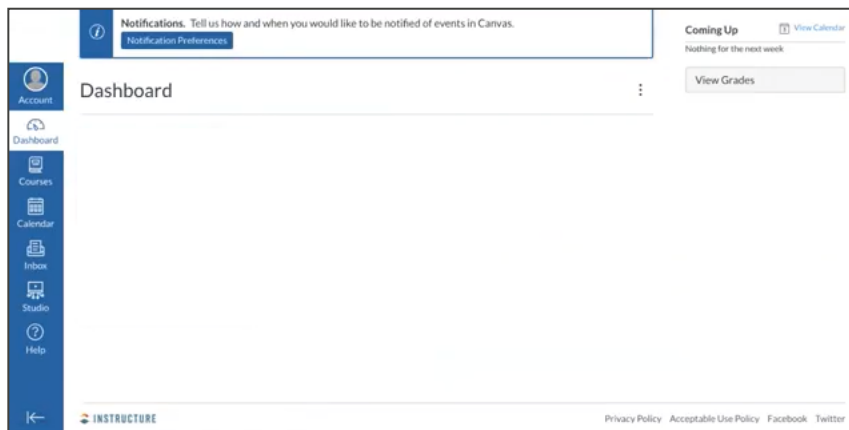 Notifications. Tell us how and when you would like to be notified of events in Canvas.
Notification Preferences
Coming Up
View Calendar
Nothing for the next week
View Grades
Account
Dashboard
Dashboard
Courses
Calendar
Inbox
Studio
Help
INSTRUCTURE
Privacy Policy Acceptable Use Policy Facebook Twitter